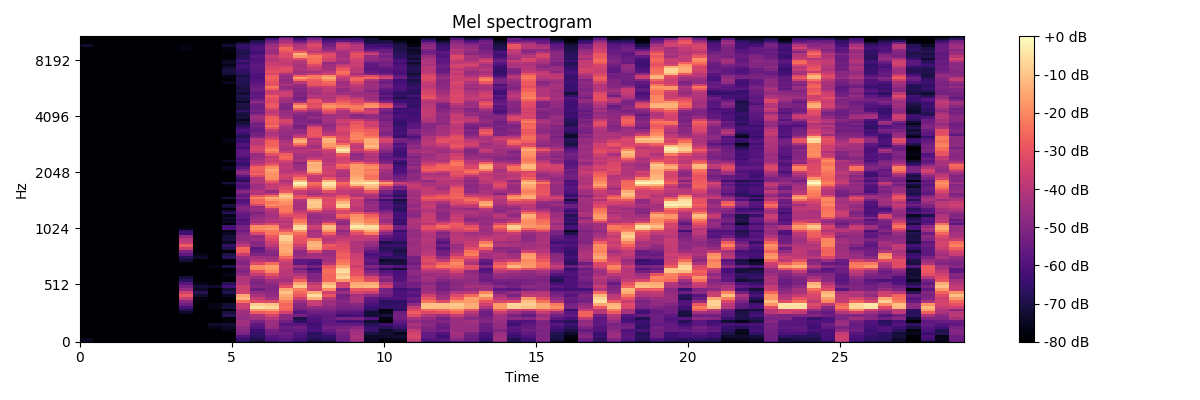 Mel spectrogram
+0 dB
8192
-10 dB
4096
-20 dB
-30 dB
Hz
2048
-40 dB
1024
-50 dB
-60 dB
512
-70 dB
0
-80 dB
0 5 10 15 20 25
Time